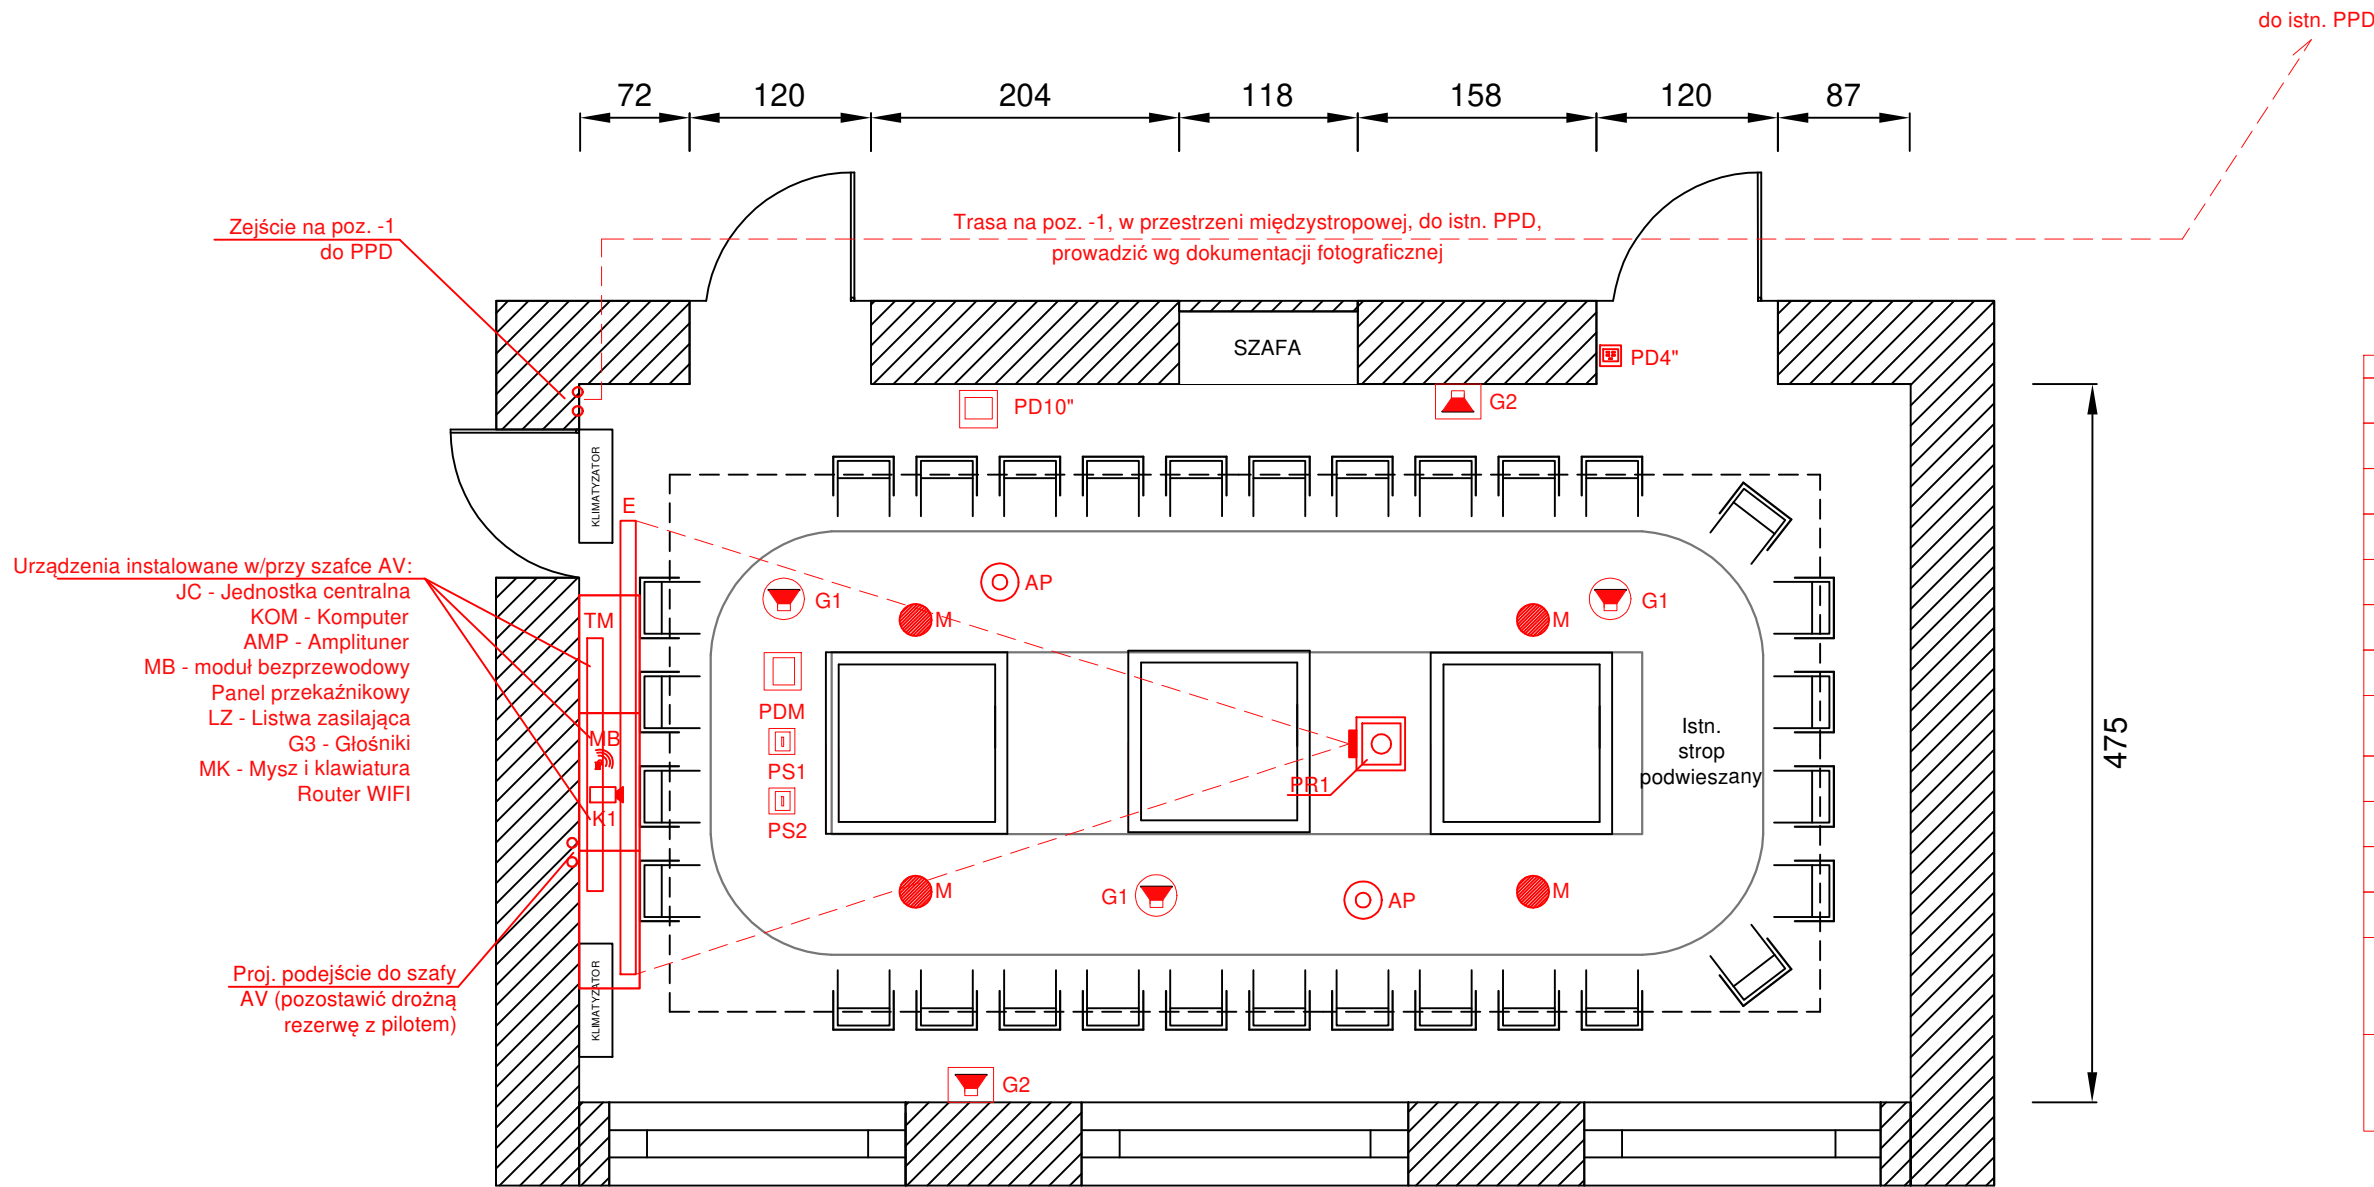 do istn. PPD
72
120
204
118
158
120
87
Zejście na poz. -1
do PPD
Trasa na poz. -1, w przestrzeni międzystropowej, do istn. PPD,
prowadzić wg dokumentacji fotograficznej
SZAFA
PD4"
PD10"
G2
KLIMATYZATOR
E
Urządzenia instalowane w/przy szafce AV:
JC - Jednostka centralna
KOM - Komputer
AMP - Amplituner
MB - moduł bezprzewodowy
Panel przekaźnikowy
LZ - Listwa zasilająca
G3 - Głośniki
MK - Mysz i klawiatura
Router WIFI
TM
MB
K1
G1
M
AP
M
G1
PDM
PS1
PS2
PR1
Istn.
strop
podwieszany
475
M
G1
AP
M
Proj. podejście do szafy
AV (pozostawić drożną
rezerwę z pilotem)
KLIMATYZATOR
G2